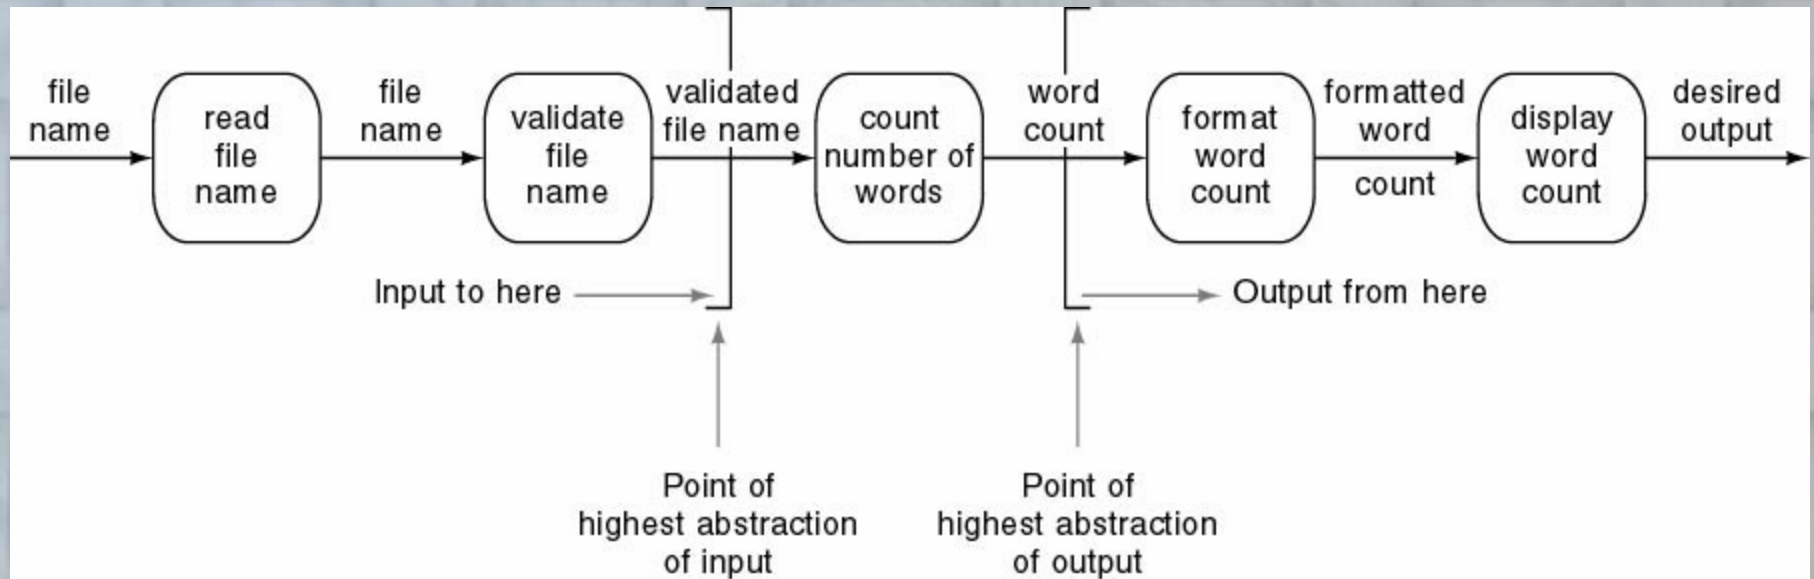 file
name
read
file
name
file
name
validate
file
name
validated
file name
count
number of
words
word
count
format
word
count
formatted
word
count
display
word
count
desired
output
Input to here
Output from here
Point of
highest abstraction
of input
Point of
highest abstraction
of output